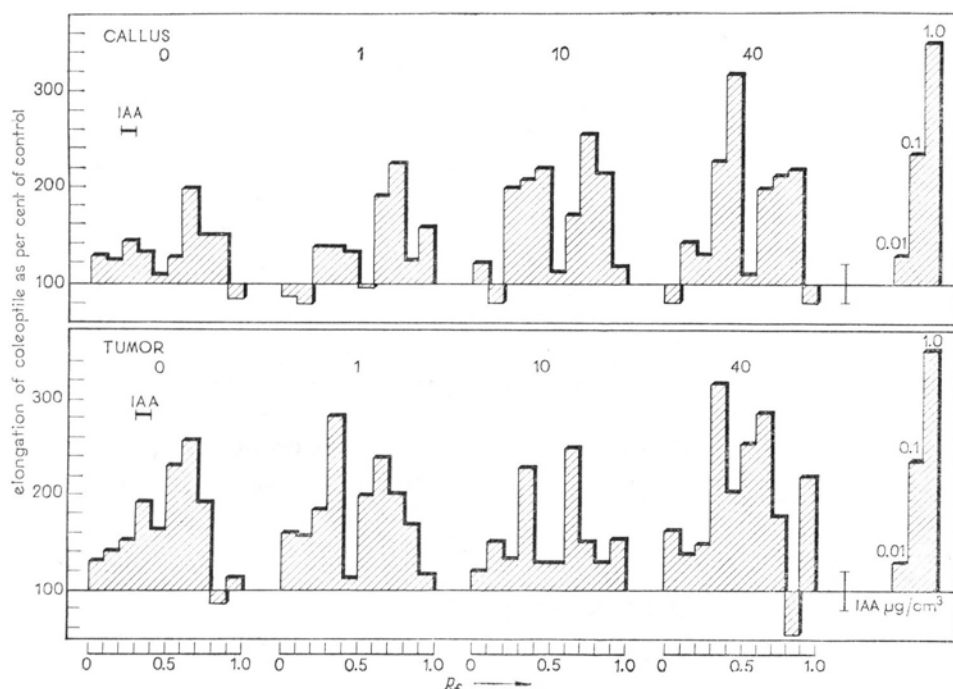 elongation of coleoptile as per cent of control
CALLUS
0 1 10 40 1.0
300
IAA
0.1
200
0.01
100
TUMOR
0 1 10 40 1.0
300
IAA
0.1
200
0.01
100
IAA µg/cm³
0 0.5 1.0 0 0.5 1.0 0 0.5 1.0 0 0.5 1.0